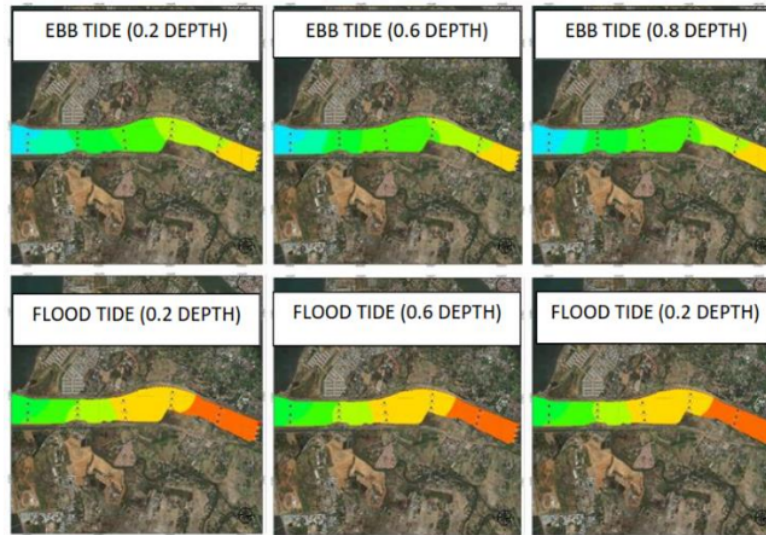 EBB TIDE (0.2 DEPTH)
EBB TIDE (0.6 DEPTH)
EBB TIDE (0.8 DEPTH)
FLOOD TIDE (0.2 DEPTH)
FLOOD TIDE (0.6 DEPTH)
FLOOD TIDE (0.2 DEPTH)